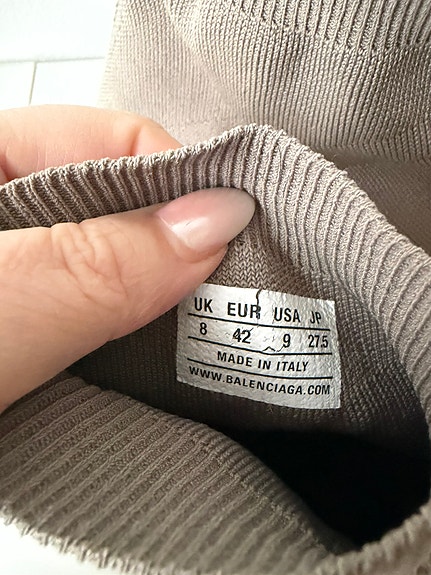 UK EUR USA JP
8 42 9 27.5
MADE IN ITALY
WWW.BALENCIAGA.COM